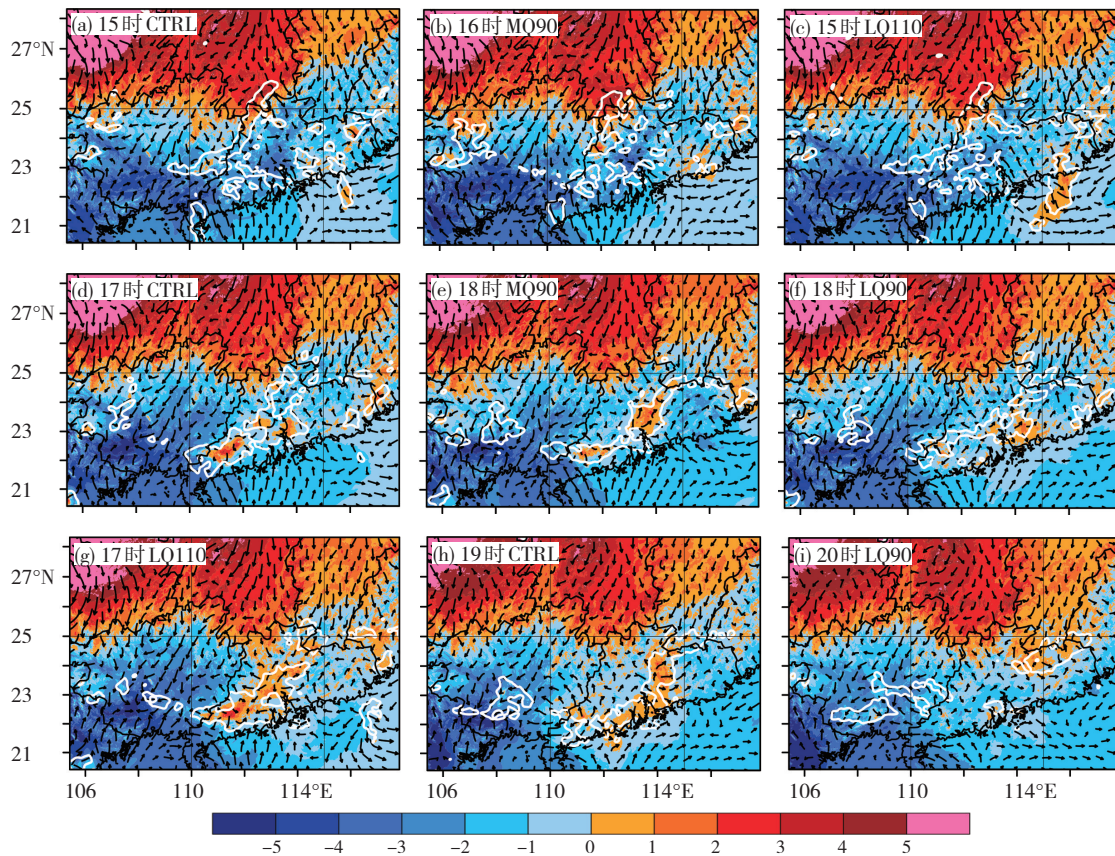 (a) 15时 CTRL
(b) 16时 MQ90
(c) 15时 LQ110
27°N
25
23
21
(d) 17时 CTRL
(e) 18时 MQ90
(f) 18时 LQ90
27°N
25
23
21
(g) 17时 LQ110
(h) 19时 CTRL
(i) 20时 LQ90
27°N
25
23
21
106 110 114°E 106 110 114°E 106 110 114°E
-5 -4 -3 -2 -1 0 1 2 3 4 5